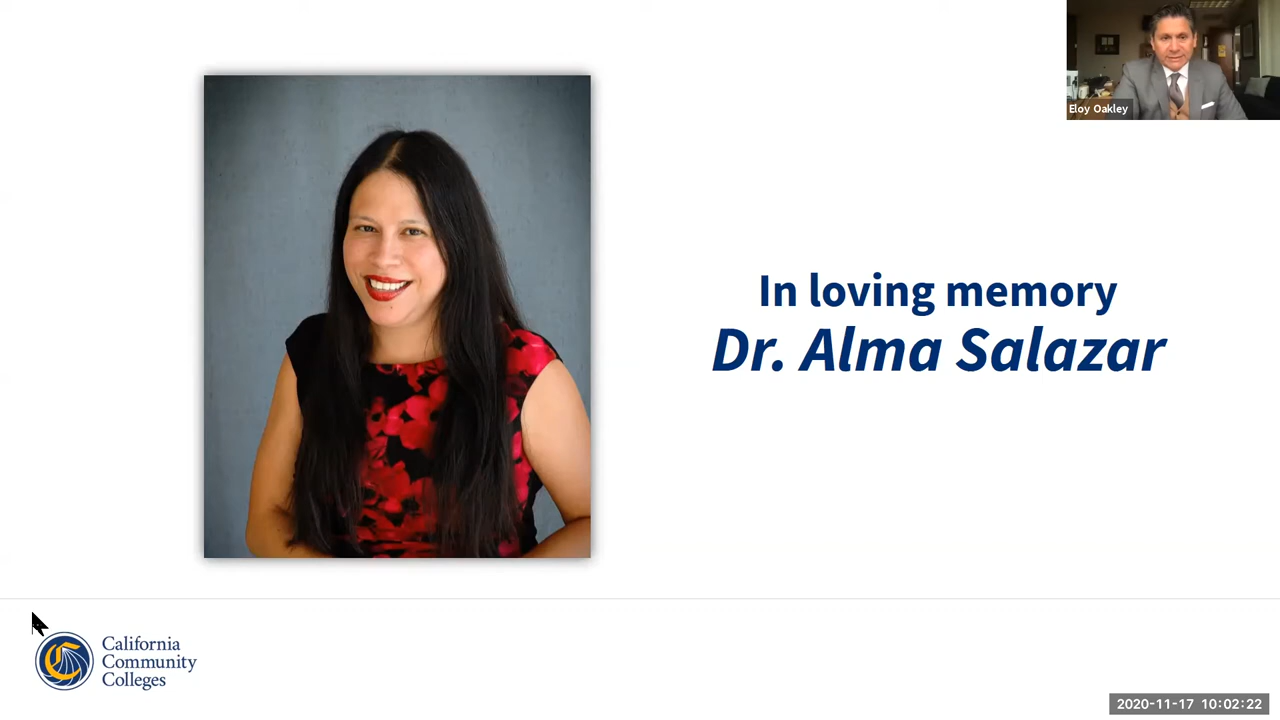 Eloy Oakley
In loving memory
Dr. Alma Salazar
California
Community
Colleges
2020-11-17 10:02:22